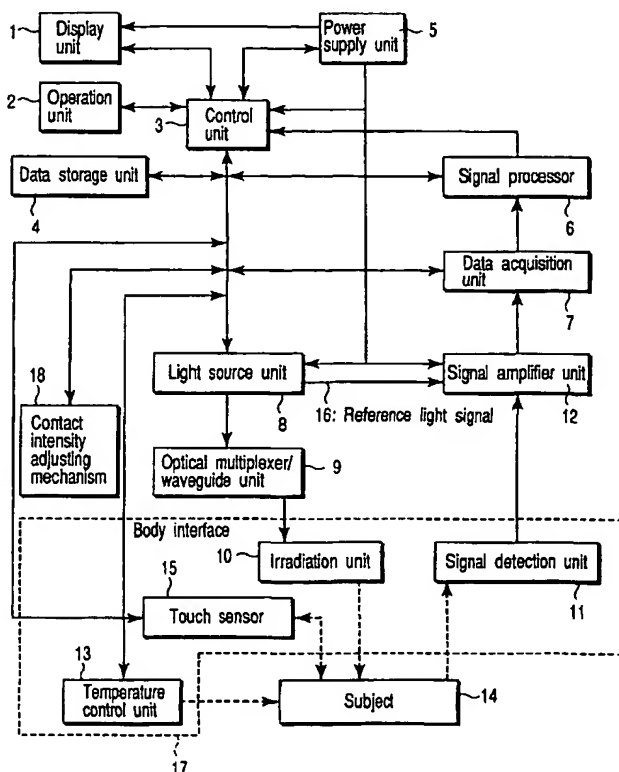 1
Display
unit
Power
supply unit
5
2
Operation
unit
3
Control
unit
Data storage unit
4
Signal processor
6
Data acquisition
unit
7
Light source unit
8
Signal amplifier
unit
12
16: Reference light signal
18
Contact
intensity
adjusting
mechanism
Optical multiplexer/
waveguide unit
9
Body interface
10
Irradiation unit
Signal detection unit
11
15
Touch sensor
13
Temperature
control unit
Subject
14
17